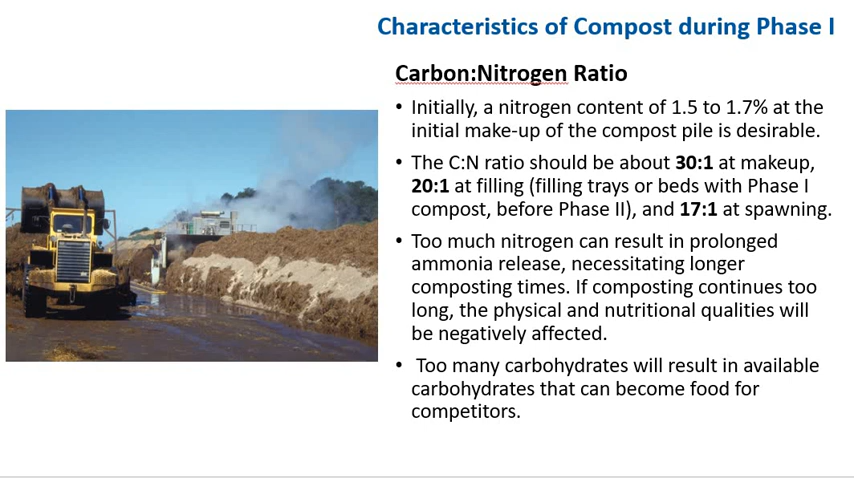 Characteristics of Compost during Phase I
Carbon:Nitrogen Ratio
• Initially, a nitrogen content of 1.5 to 1.7% at the
initial make-up of the compost pile is desirable.
• The C:N ratio should be about 30:1 at makeup,
20:1 at filling (filling trays or beds with Phase I
compost, before Phase II), and 17:1 at spawning.
• Too much nitrogen can result in prolonged
ammonia release, necessitating longer
composting times. If composting continues too
long, the physical and nutritional qualities will
be negatively affected.
• Too many carbohydrates will result in available
carbohydrates that can become food for
competitors.